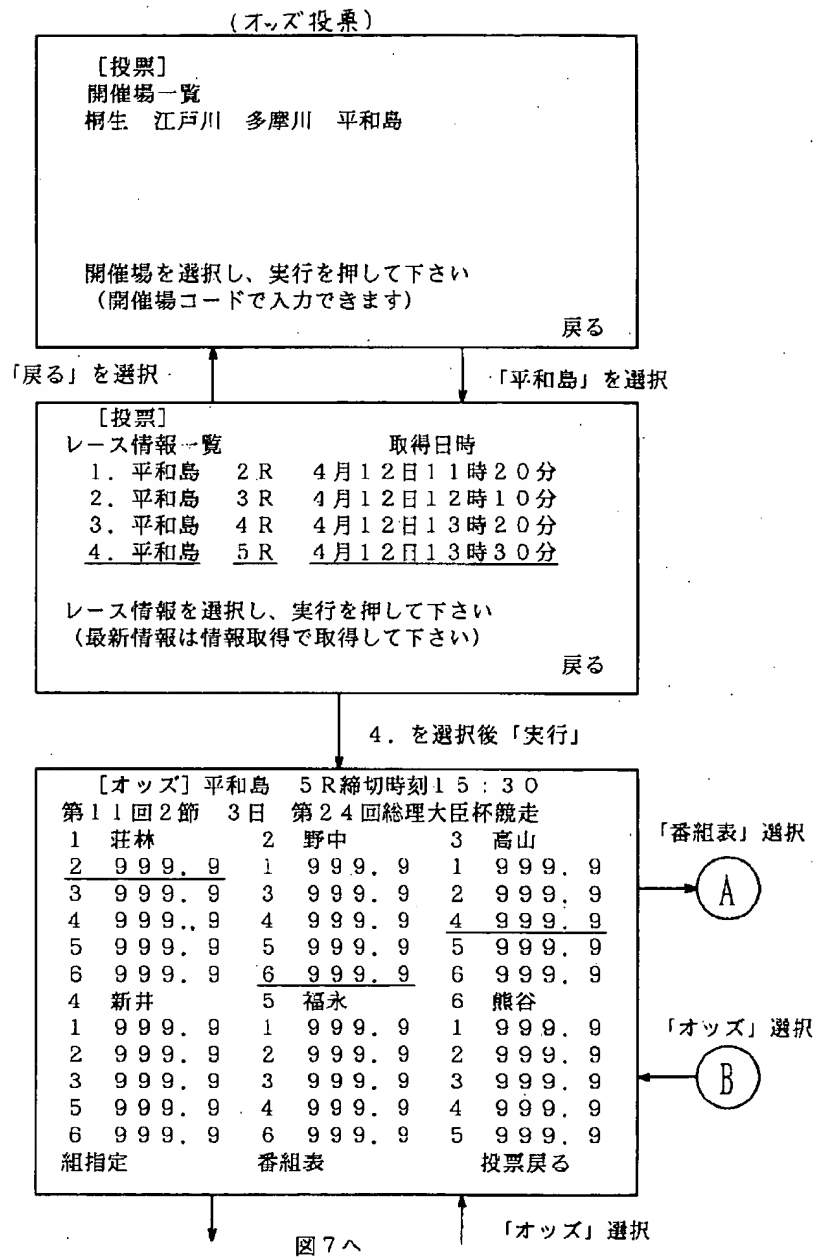 (オッズ投票)
[投票]
開催場一覧
桐生 江戸川 多摩川 平和島
開催場を選択し、実行を押して下さい
(開催場コードで入力できます)
戻る
「戻る」を選択 「平和島」を選択
[投票]
レース情報一覧 取得日時
1. 平和島 2R 4月12日11時20分
2. 平和島 3R 4月12日12時10分
3. 平和島 4R 4月12日13時20分
4. 平和島 5R 4月12日13時30分
レース情報を選択し、実行を押して下さい
(最新情報は情報取得で取得して下さい)
戻る
4. を選択後「実行」
[オッズ] 平和島 5R締切時刻15:30
第11回2節 3日 第24回総理大臣杯競走
1 荘林 2 野中 3 高山
2 999.9 1 999.9 1 999.9
3 999.9 3 999.9 2 999.9
4 999.9 4 999.9 4 999.9
5 999.9 5 999.9 5 999.9
6 999.9 6 999.9 6 999.9
4 新井 5 福永 6 熊谷
1 999.9 1 999.9 1 999.9
2 999.9 2 999.9 2 999.9
3 999.9 3 999.9 3 999.9
5 999.9 4 999.9 4 999.9
6 999.9 6 999.9 5 999.9
組指定 番組表 投票戻る
「番組表」選択
A
「オッズ」選択
B
図7へ 「オッズ」選択